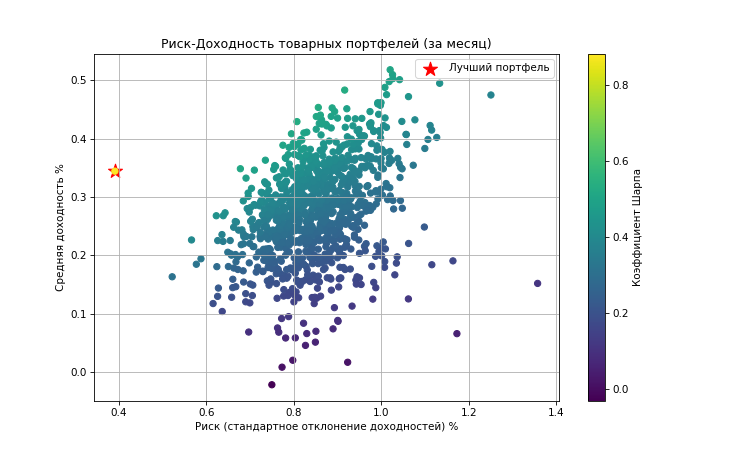 Риск-Доходность товарных портфелей (за месяц)
Лучший портфель
Средняя доходность %
0.5
0.4
0.3
0.2
0.1
0.0
0.4 0.6 0.8 1.0 1.2 1.4
Риск (стандартное отклонение доходностей) %
0.8
0.6
0.4
0.2
0.0
Коэффициент Шарпа